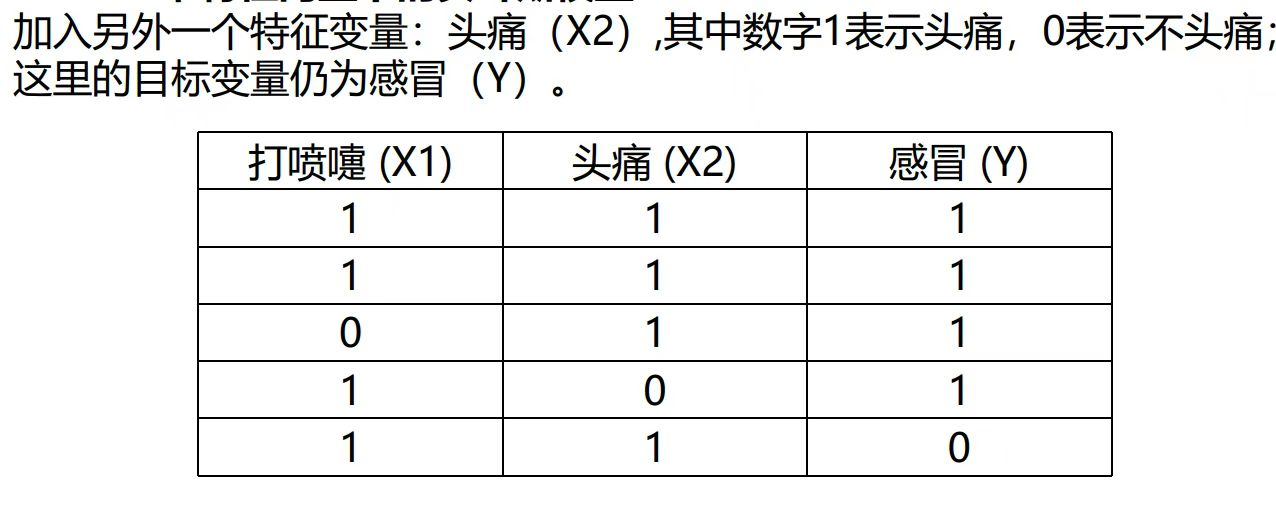 加入另外一个特征变量：头痛（X2）,其中数字1表示头痛，0表示不头痛；
这里的目标变量仍为感冒（Y）。
打喷嚏 (X1) 头痛 (X2) 感冒 (Y)
1 1 1
1 1 1
0 1 1
1 0 1
1 1 0